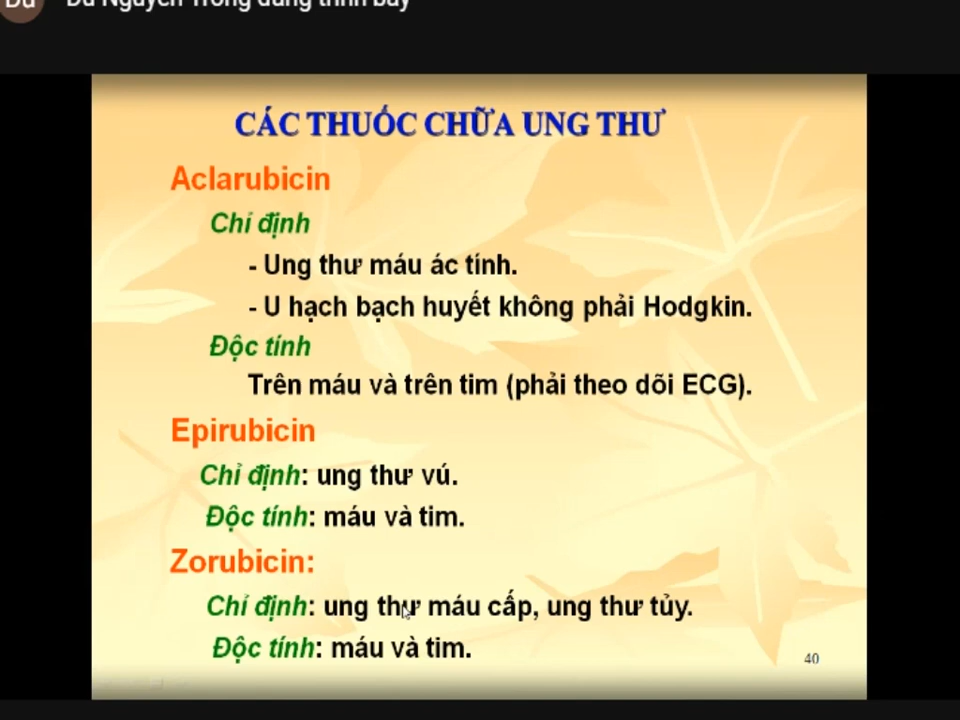 Du Nguyen Trong đang trình bày
CÁC THUỐC CHỮA UNG THƯ
Aclarubicin
Chỉ định
- Ung thư máu ác tính.
- U hạch bạch huyết không phải Hodgkin.
Độc tính
Trên máu và trên tim (phải theo dõi ECG).
Epirubicin
Chỉ định: ung thư vú.
Độc tính: máu và tim.
Zorubicin:
Chỉ định: ung thư máu cấp, ung thư tủy.
Độc tính: máu và tim.
40